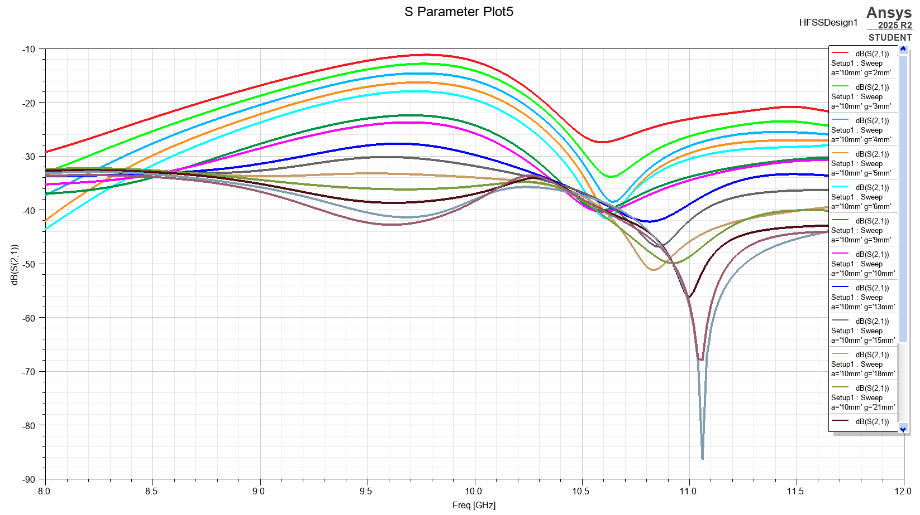 S Parameter Plot5
HFSSDesign1
Ansys
2025 R2
STUDENT
-10
-20
-30
-40
-50
-60
-70
-80
-90
dB(S(2,1))
8.0
8.5
9.0
9.5
10.0
10.5
11.0
11.5
12.0
Freq [GHz]
dB(S(2,1))
Setup1 : Sweep
a='10mm' g='2mm'
dB(S(2,1))
Setup1 : Sweep
a='10mm' g='3mm'
dB(S(2,1))
Setup1 : Sweep
a='10mm' g='4mm'
dB(S(2,1))
Setup1 : Sweep
a='10mm' g='5mm'
dB(S(2,1))
Setup1 : Sweep
a='10mm' g='6mm'
dB(S(2,1))
Setup1 : Sweep
a='10mm' g='9mm'
dB(S(2,1))
Setup1 : Sweep
a='10mm' g='10mm'
dB(S(2,1))
Setup1 : Sweep
a='10mm' g='13mm'
dB(S(2,1))
Setup1 : Sweep
a='10mm' g='15mm'
dB(S(2,1))
Setup1 : Sweep
a='10mm' g='18mm'
dB(S(2,1))
Setup1 : Sweep
a='10mm' g='21mm'
dB(S(2,1))